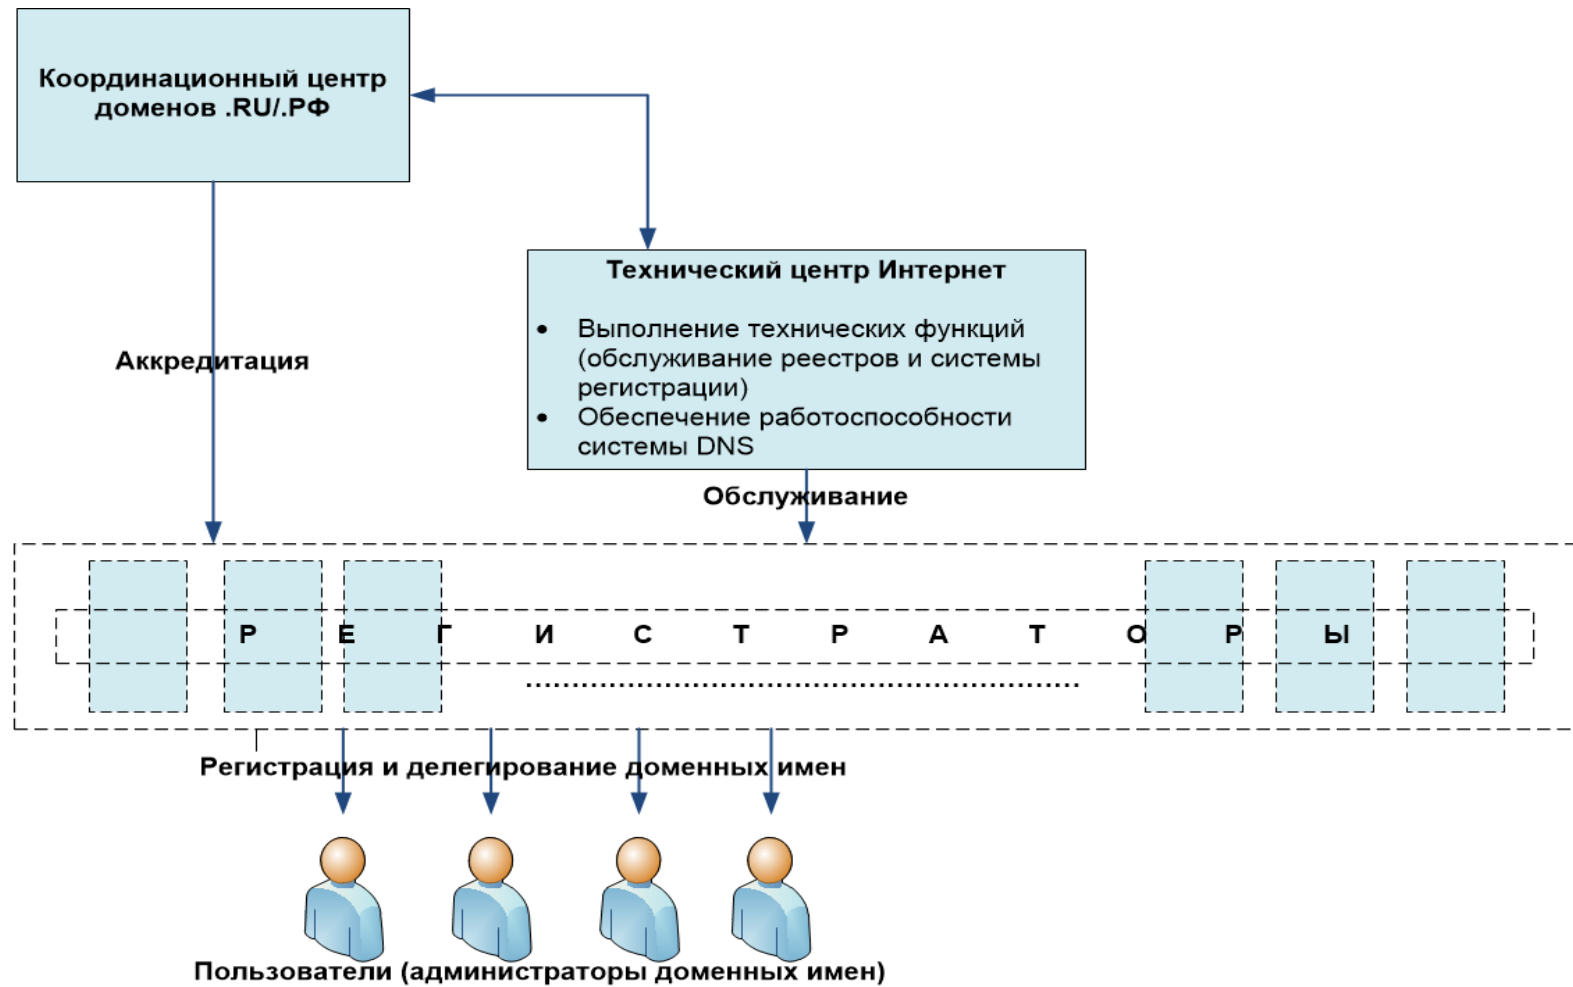 Координационный центр
доменов .RU/.РФ
Технический центр Интернет
• Выполнение технических функций
(обслуживание реестров и системы
регистрации)
• Обеспечение работоспособности
системы DNS
Аккредитация
Обслуживание
Р Е Г И С Т Р А Т О Р Ы
Регистрация и делегирование доменных имен
Пользователи (администраторы доменных имен)